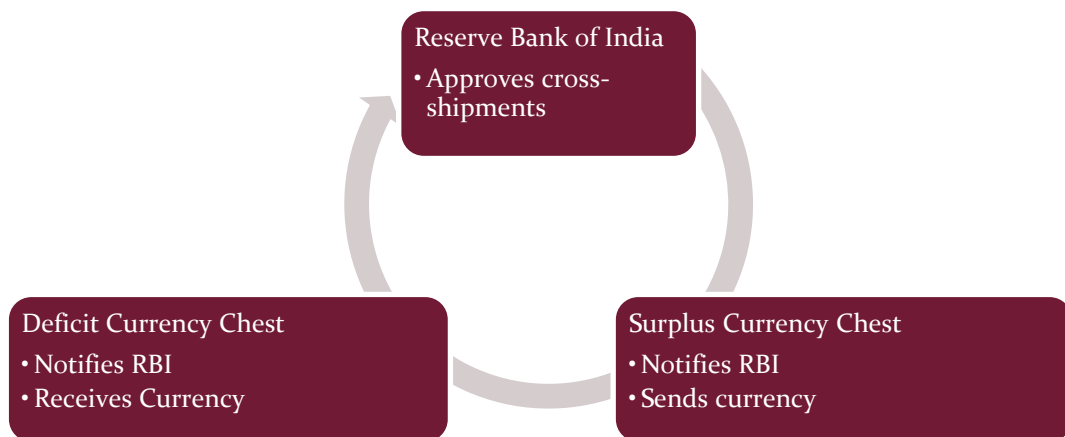 Reserve Bank of India
• Approves cross-
shipments
Deficit Currency Chest
• Notifies RBI
• Receives Currency
Surplus Currency Chest
• Notifies RBI
• Sends currency